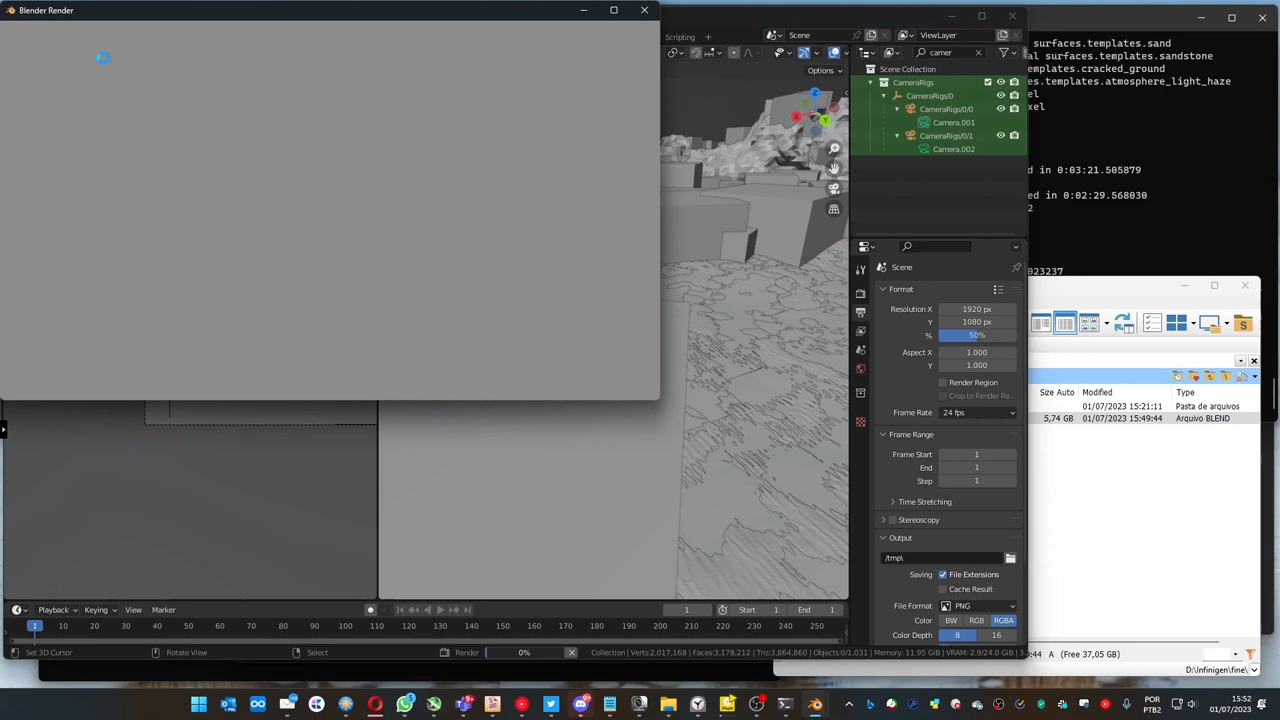 Blender Render
Scripting
Scene
ViewLayer
Options
camer
Scene Collection
CameraRigs
CameraRigs/0
CameraRigs/0/0
Camera.001
CameraRigs/0/1
Camera.002
Z
X
Y
Scene
Format
Resolution X 1920 px
Y 1080 px
% 50%
Aspect X 1.000
Y 1.000
Render Region
Crop to Render Re...
Frame Rate 24 fps
Frame Range
Frame Start 1
End 1
Step 1
Time Stretching
Stereoscopy
Output
/tmp\
Saving File Extensions
Cache Result
File Format PNG
Color BW RGB RGBA
Color Depth 8 16
surfaces.templates.sand
al surfaces.templates.sandstone
emplates.cracked_ground
es.templates.atmosphere_light_haze
el
xel
d in 0:03:21.505879
ed in 0:02:29.568030
2
023237
S
Size Auto Modified Type
01/07/2023 15:21:11 Pasta de arquivos
5,74 GB 01/07/2023 15:49:44 Arquivo BLEND
A (Free 37,05 GB)
D:\Infinigen\fine\
Playback Keying View Marker 1 Start 1 End 1
1 10 20 30 40 50 60 70 80 90 100 110 120 130 140 150 160 170 180 190 200 210 220 230 240 250
Set 3D Cursor Rotate View Select Render 0% Collection | Verts:2,017,168 | Faces:3,178,212 | Tris:3,864,860 | Objects:0/1,031 | Memory: 11.95 GiB | VRAM: 2.9/24.0 GiB | 3.
POR
PTB2
15:52
01/07/2023